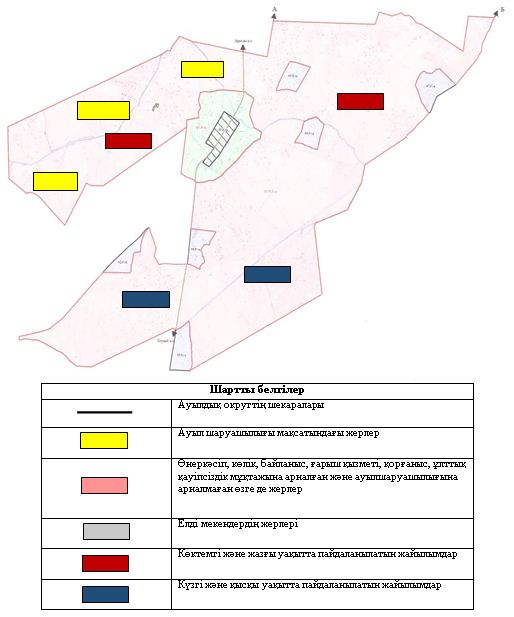 А
Б
Шартты белгілер
Ауылдық округтің шекаралары
Ауыл шаруашылығы мақсатындағы жерлер
Өнеркәсіп, көлік, байланыс, ғарыш қызметі, қорғаныс, ұлттық
қауіпсіздік мұқтажына арналған және ауылшаруашылығына
арналмаған өзге де жерлер
Елді мекендердің жерлері
Көктемгі және жазғы уақытта пайдаланылатын жайылымдар
Күзгі және қысқы уақытта пайдаланылатын жайылымдар